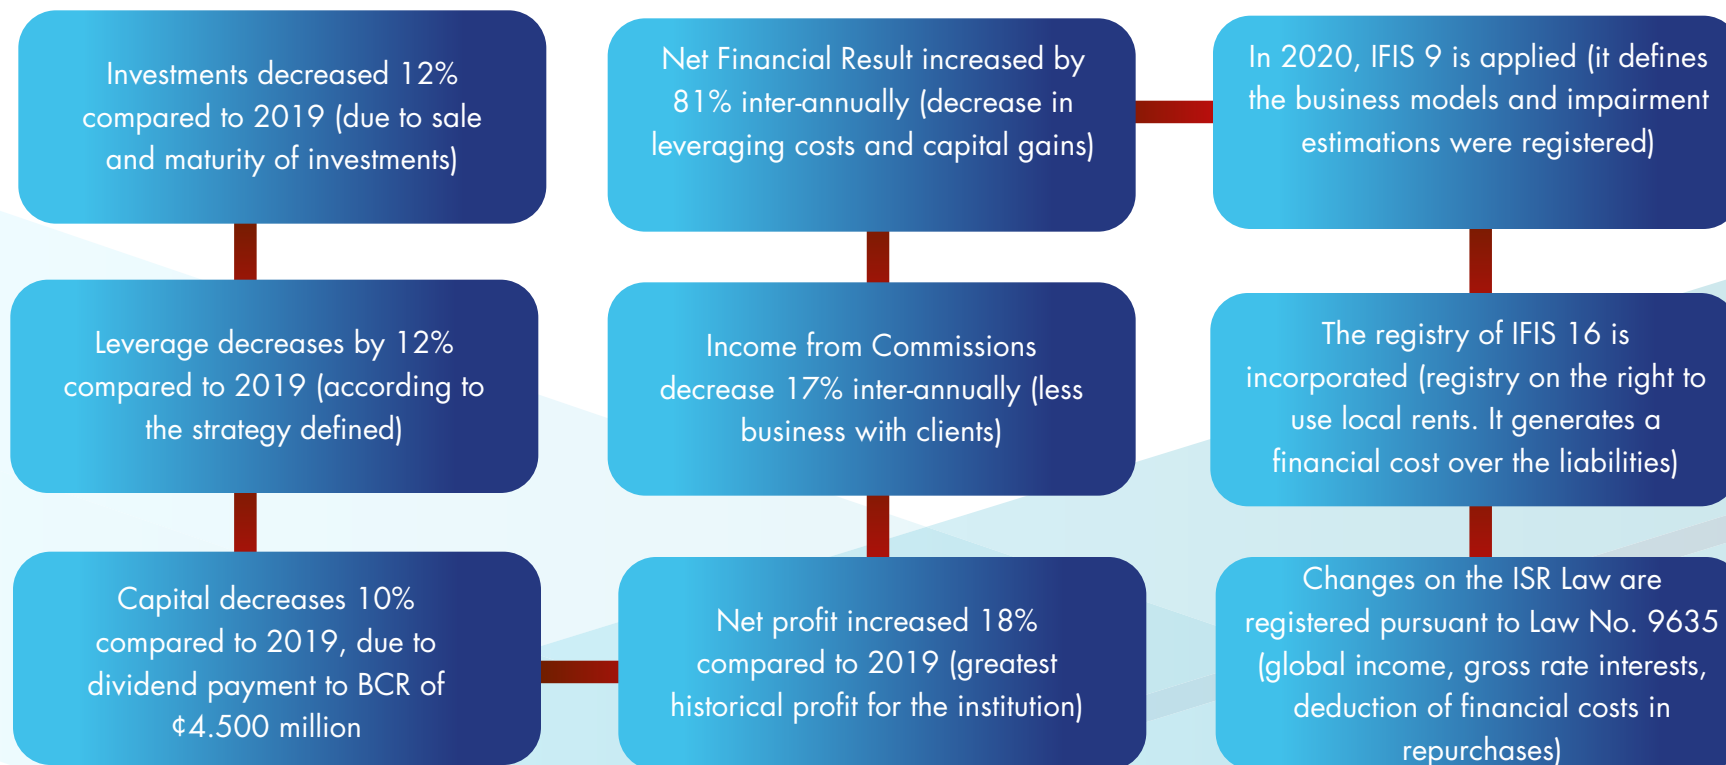 Investments decreased 12%
compared to 2019 (due to sale
and maturity of investments)
Leverage decreases by 12%
compared to 2019 (according to
the strategy defined)
Capital decreases 10%
compared to 2019, due to
dividend payment to BCR of
¢4.500 million
Net profit increased 18%
compared to 2019 (greatest
historical profit for the institution)
Income from Commissions
decrease 17% inter-annually (less
business with clients)
Net Financial Result increased by
81% inter-annually (decrease in
leveraging costs and capital gains)
In 2020, IFIS 9 is applied (it defines
the business models and impairment
estimations were registered)
The registry of IFIS 16 is
incorporated (registry on the right to
use local rents. It generates a
financial cost over the liabilities)
Changes on the ISR Law are
registered pursuant to Law No. 9635
(global income, gross rate interests,
deduction of financial costs in
repurchases)